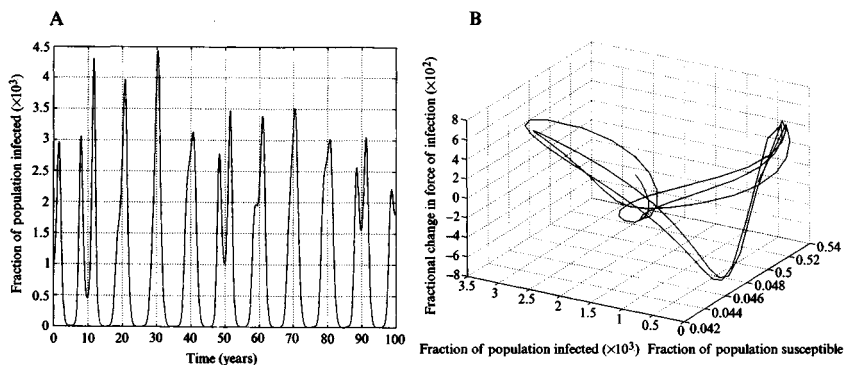 A
Fraction of population infected (×10³)
4.5
4
3.5
3
2.5
2
1.5
1
0.5
0
0 10 20 30 40 50 60 70 80 90 100
Time (years)
B
Fractional change in force of infection (×10²)
8
6
4
2
0
−2
−4
−6
−8
3.5 3 2.5 2 1.5 1 0.5 0
0.042 0.044 0.046 0.048 0.5 0.52 0.54
Fraction of population infected (×10³) Fraction of population susceptible